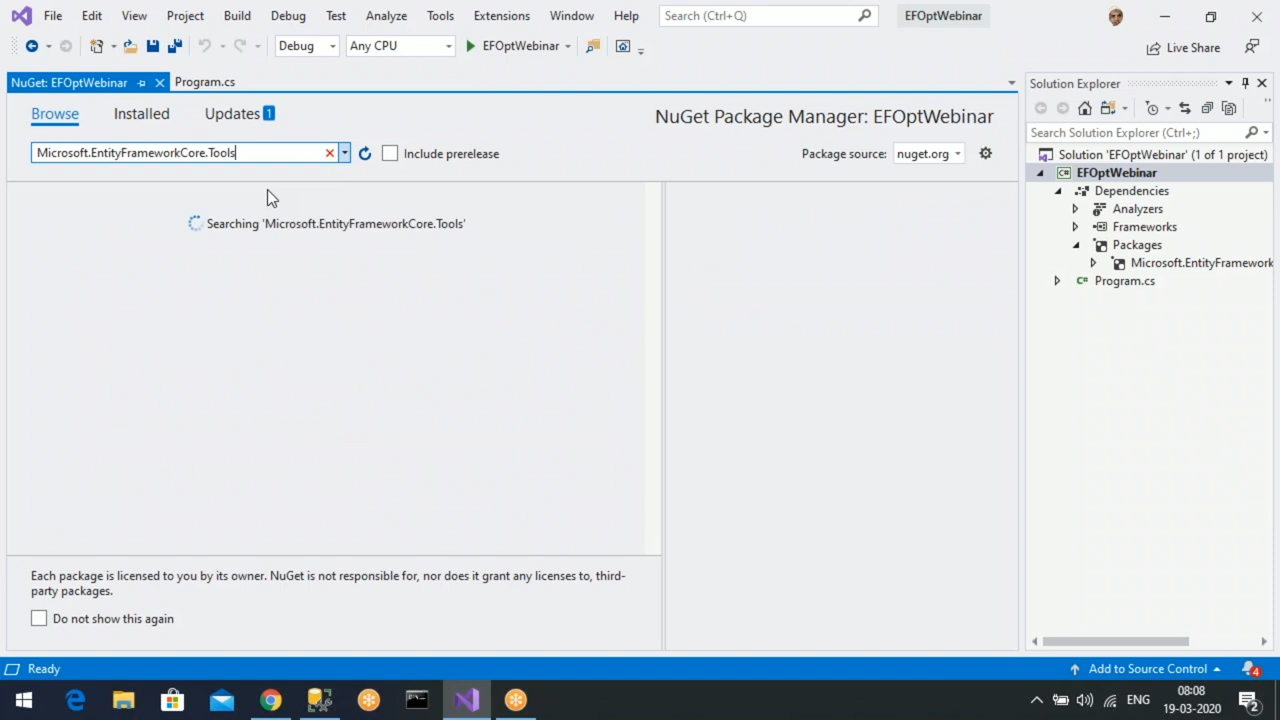 File Edit View Project Build Debug Test Analyze Tools Extensions Window Help Search (Ctrl+Q) EFOptWebinar
Debug Any CPU EFOptWebinar Live Share
NuGet: EFOptWebinar Program.cs
Browse Installed Updates 1
NuGet Package Manager: EFOptWebinar
Microsoft.EntityFrameworkCore.Tools Include prerelease Package source: nuget.org
Searching 'Microsoft.EntityFrameworkCore.Tools'
Each package is licensed to you by its owner. NuGet is not responsible for, nor does it grant any licenses to, third-
party packages.
Do not show this again
Solution Explorer
Search Solution Explorer (Ctrl+;)
Solution 'EFOptWebinar' (1 of 1 project)
C# EFOptWebinar
Dependencies
Analyzers
Frameworks
Packages
Microsoft.EntityFramework
C# Program.cs
Ready Add to Source Control 4
ENG 08:08
19-03-2020 2